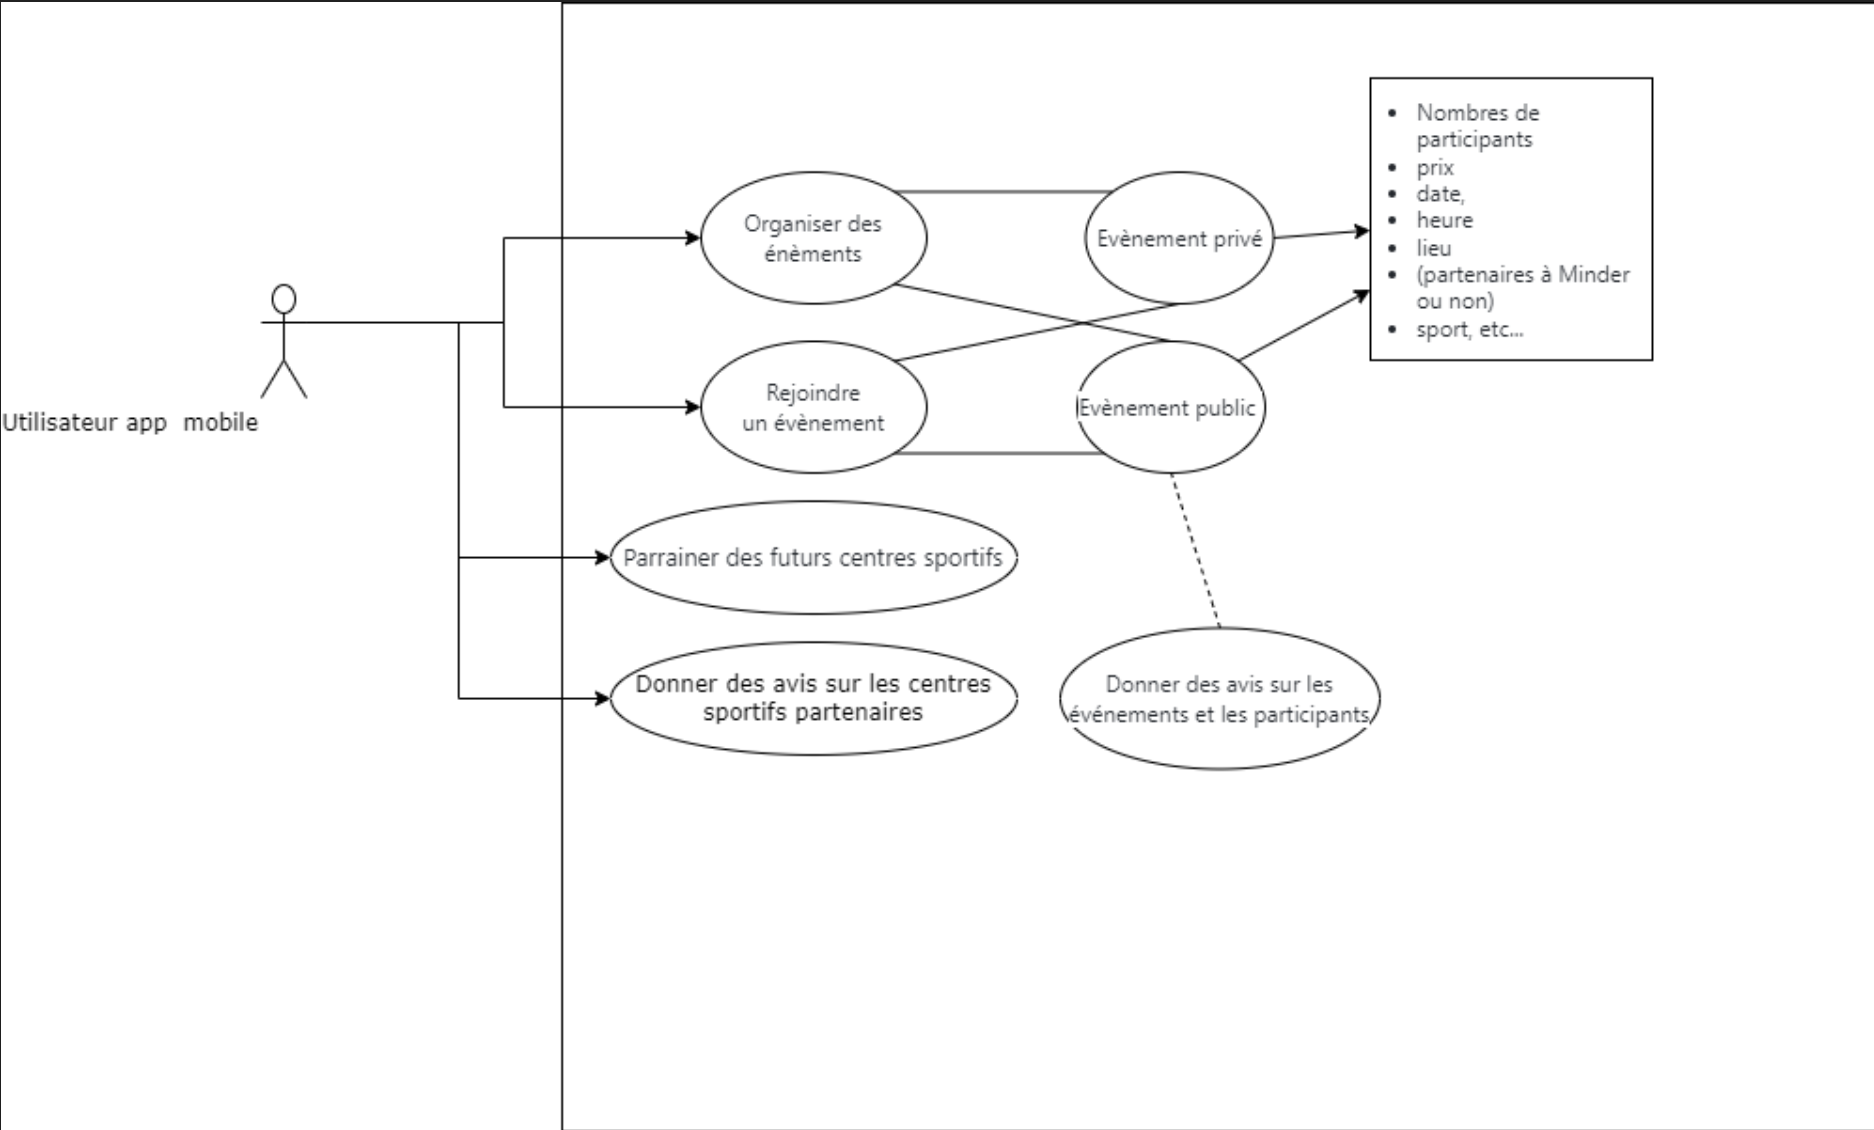 Utilisateur app  mobile
Organiser des
énèments
Evènement privé
Nombres de
participants
prix
date,
heure
lieu
(partenaires à Minder
ou non)
sport, etc...
Rejoindre
un évènement
Evènement public
Parrainer des futurs centres sportifs
Donner des avis sur les centres
sportifs partenaires
Donner des avis sur les
événements et les participants